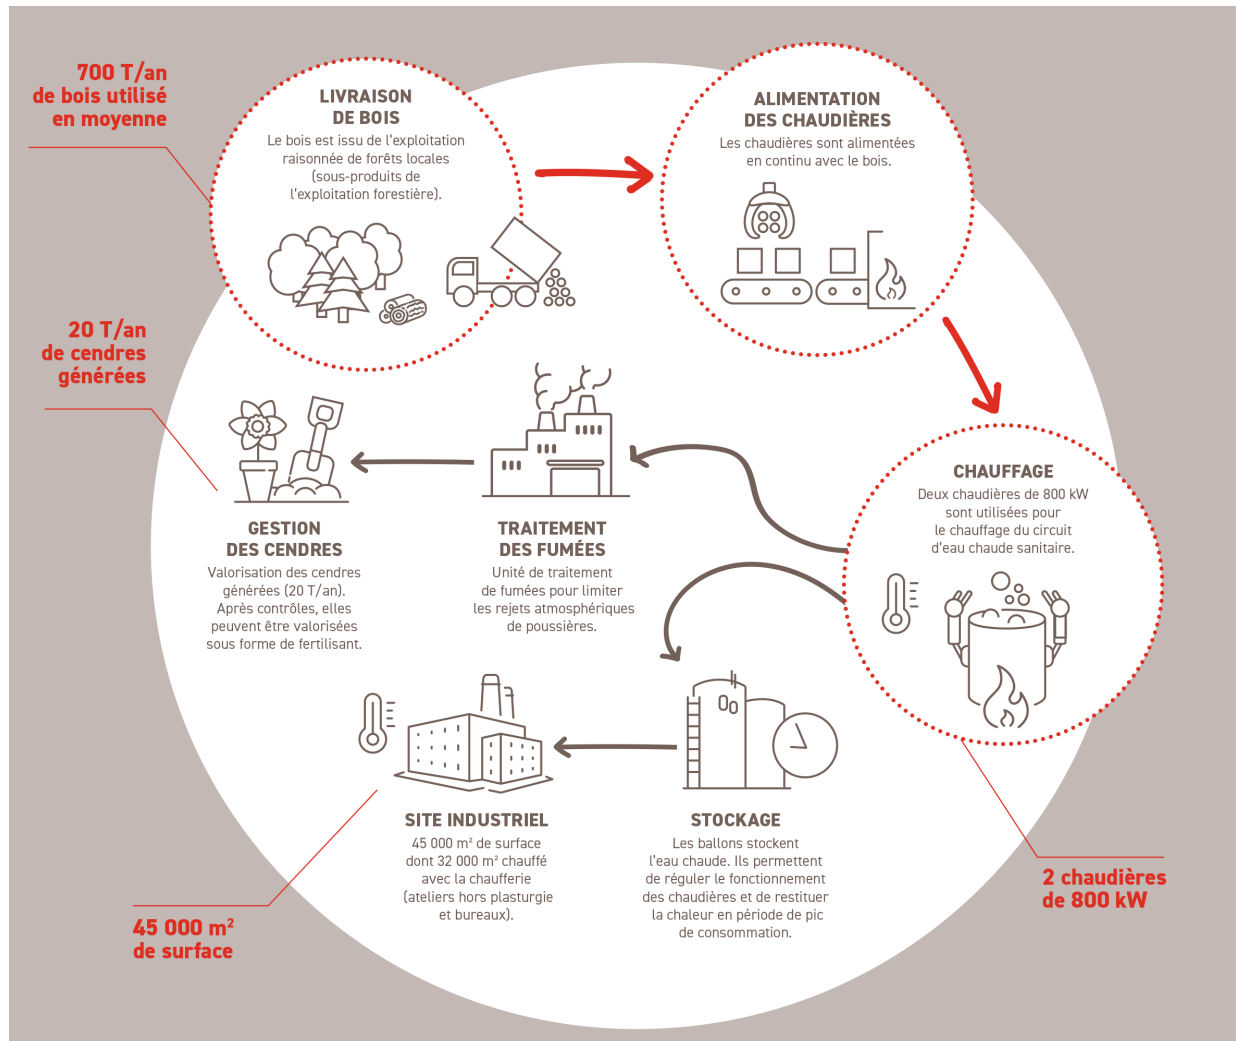 700 T/an
de bois utilisé
en moyenne
LIVRAISON
DE BOIS
Le bois est issu de l'exploitation
raisonnée de forêts locales
(sous-produits de
l'exploitation forestière).
ALIMENTATION
DES CHAUDIÈRES
Les chaudières sont alimentées
en continu avec le bois.
20 T/an
de cendres
générées
CHAUFFAGE
Deux chaudières de 800 kW
sont utilisées pour
le chauffage du circuit
d'eau chaude sanitaire.
TRAITEMENT
DES FUMÉES
Unité de traitement
de fumées pour limiter
les rejets atmosphériques
de poussières.
GESTION
DES CENDRES
Valorisation des cendres
générées (20 T/an).
Après contrôles, elles
peuvent être valorisées
sous forme de fertilisant.
STOCKAGE
Les ballons stockent
l'eau chaude. Ils permettent
de réguler le fonctionnement
des chaudières et de restituer
la chaleur en période de pic
de consommation.
SITE INDUSTRIEL
45 000 m² de surface
dont 32 000 m² chauffé
avec la chaufferie
(ateliers hors plasturgie
et bureaux).
2 chaudières
de 800 kW
45 000 m²
de surface